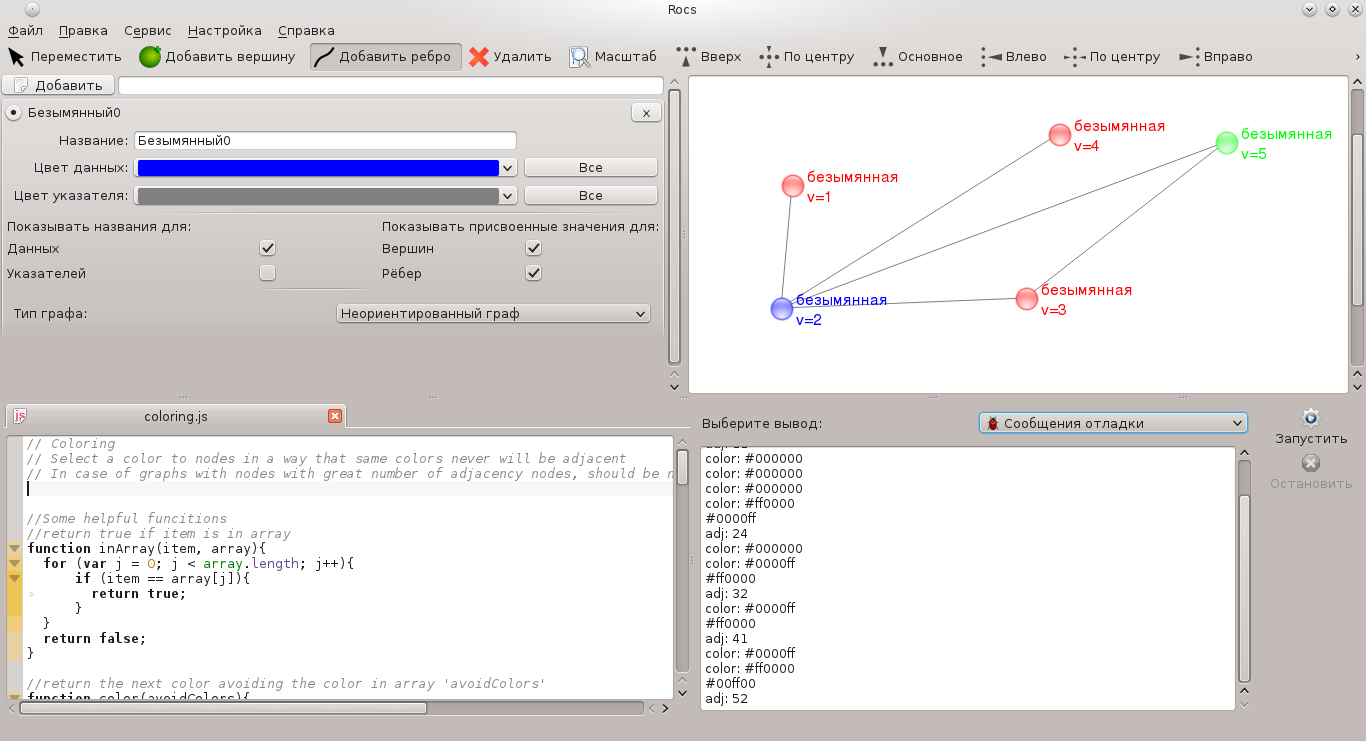 Rocs
Файл Правка Сервис Настройка Справка
Переместить Добавить вершину Добавить ребро Удалить Масштаб Вверх По центру Основное Влево По центру Вправо
Добавить
Безымянный0 x
Название: Безымянный0
Цвет данных: Все
Цвет указателя: Все
Показывать названия для: Показывать присвоенные значения для:
Данных Вершин
Указателей Рёбер
Тип графа: Неориентированный граф
безымянная
v=4
безымянная
v=5
безымянная
v=1
безымянная
v=3
безымянная
v=2
js coloring.js
// Coloring
// Select a color to nodes in a way that same colors never will be adjacent
// In case of graphs with nodes with great number of adjacency nodes, should be
//Some helpful funcitions
//return true if item is in array
function inArray(item, array){
for (var j = 0; j < array.length; j++){
if (item == array[j]){
return true;
}
}
return false;
}
//return the next color avoiding the color in array 'avoidColors'
function color(avoidColors){
Выберите вывод: Сообщения отладки
Запустить
Остановить
color: #000000
color: #000000
color: #000000
color: #ff0000
#0000ff
adj: 24
color: #000000
color: #0000ff
#ff0000
adj: 32
color: #0000ff
#ff0000
adj: 41
color: #0000ff
color: #ff0000
#00ff00
adj: 52